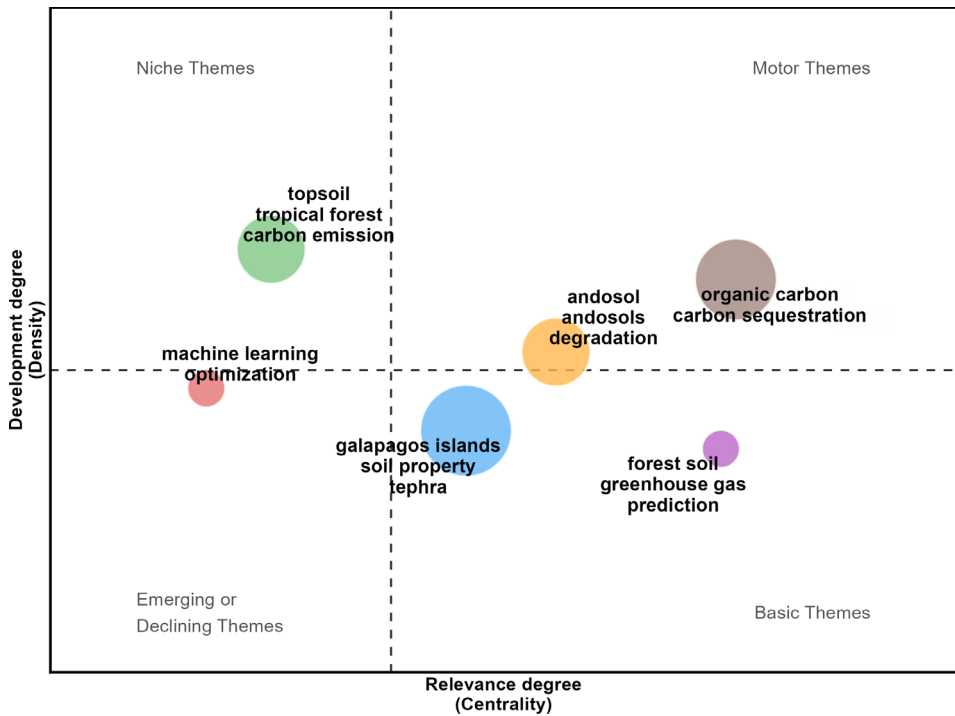 Niche Themes
Motor Themes
topsoil
tropical forest
carbon emission
andosol
andosols
degradation
organic carbon
carbon sequestration
machine learning
optimization
galapagos islands
soil property
tephra
forest soil
greenhouse gas
prediction
Emerging or
Declining Themes
Basic Themes
Development degree
(Density)
Relevance degree
(Centrality)